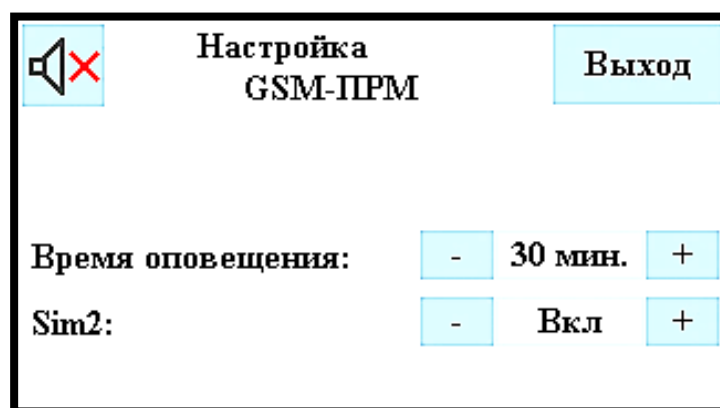 Настройка
GSM-ПРМ
Выход
Время оповещения: - 30 мин. +
Sim2: - Вкл +